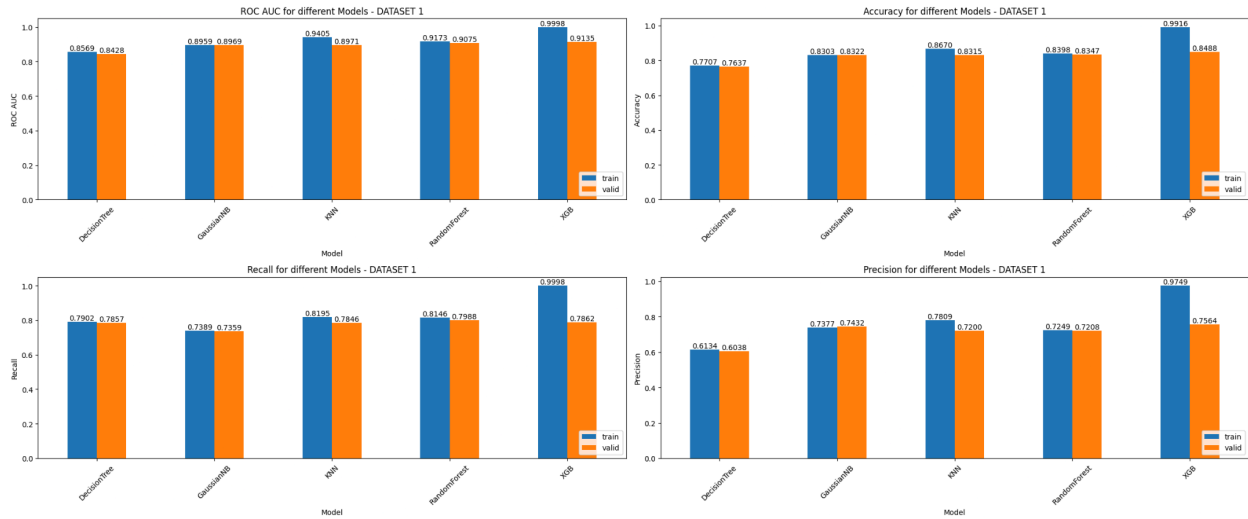 ROC AUC for different Models - DATASET 1
1.0
0.8
0.6
0.4
0.2
0.0
ROC AUC
0.8569
0.8428
0.8959
0.8969
0.9405
0.8971
0.9173
0.9075
0.9998
0.9135
train
valid
DecisionTree
GaussianNB
KNN
RandomForest
XGB
Model
Accuracy for different Models - DATASET 1
1.0
0.8
0.6
0.4
0.2
0.0
Accuracy
0.7707
0.7637
0.8303
0.8322
0.8670
0.8315
0.8398
0.8347
0.9916
0.8488
train
valid
DecisionTree
GaussianNB
KNN
RandomForest
XGB
Model
Recall for different Models - DATASET 1
1.0
0.8
0.6
0.4
0.2
0.0
Recall
0.7902
0.7857
0.7389
0.7359
0.8195
0.7846
0.8146
0.7988
0.9998
0.7862
train
valid
DecisionTree
GaussianNB
KNN
RandomForest
XGB
Model
Precision for different Models - DATASET 1
1.0
0.8
0.6
0.4
0.2
0.0
Precision
0.6134
0.6038
0.7377
0.7432
0.7809
0.7200
0.7249
0.7208
0.9749
0.7564
train
valid
DecisionTree
GaussianNB
KNN
RandomForest
XGB
Model